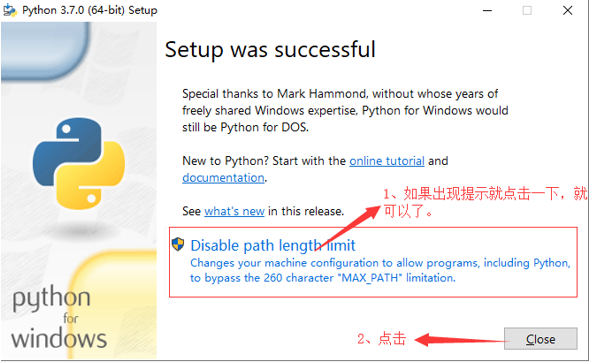 Python 3.7.0 (64-bit) Setup
Setup was successful
Special thanks to Mark Hammond, without whose years of
freely shared Windows expertise, Python for Windows would
still be Python for DOS.
New to Python? Start with the online tutorial and
documentation.
1、如果出现提示就点击一下，就
可以了。
See what's new in this release.
Disable path length limit
Changes your machine configuration to allow programs, including Python,
to bypass the 260 character "MAX_PATH" limitation.
python
for
windows
2、点击
Close